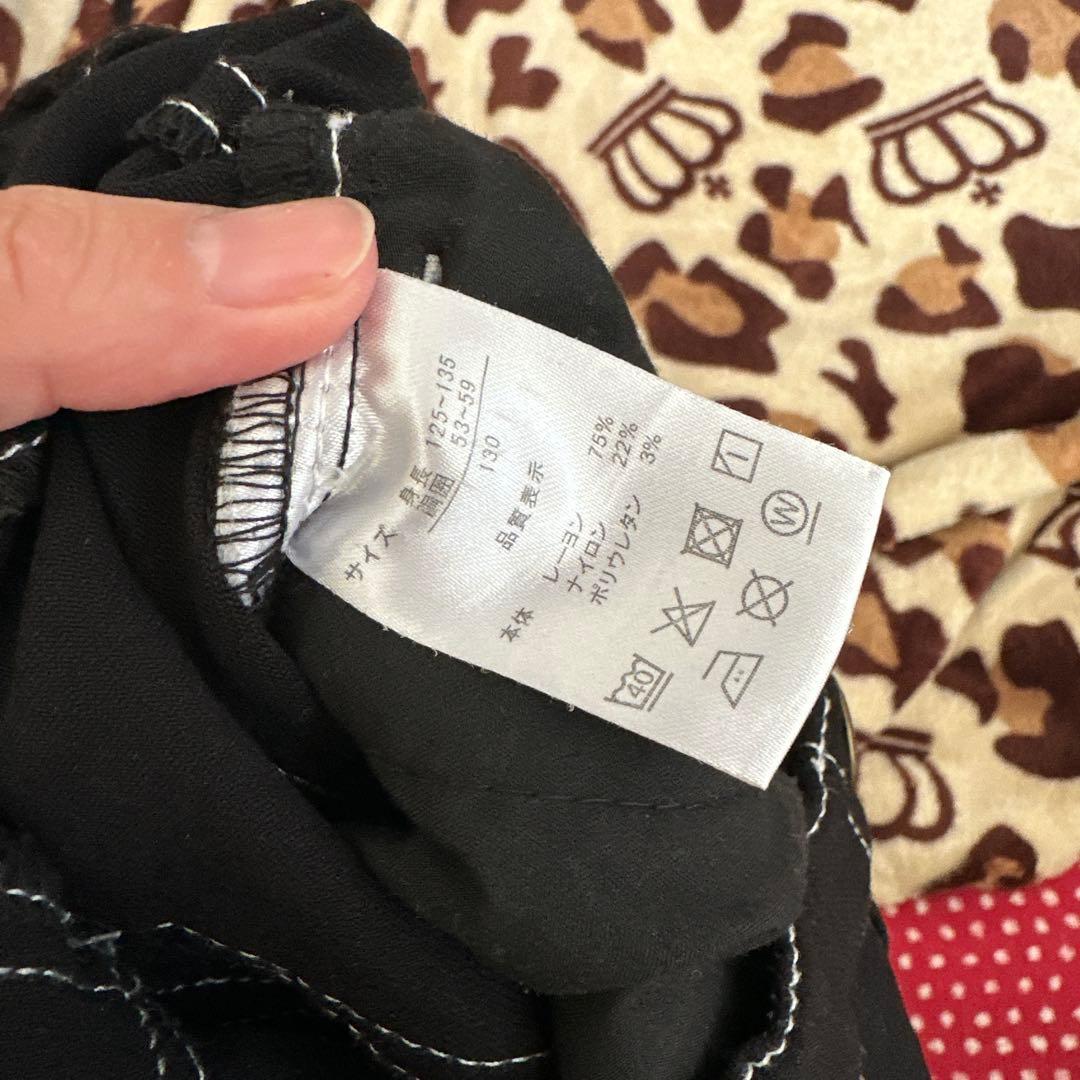 サイズ
身長 125~135
胴囲 53~59
130
品質表示
本体
レーヨン 75%
ナイロン 22%
ポリウレタン 3%
40
W